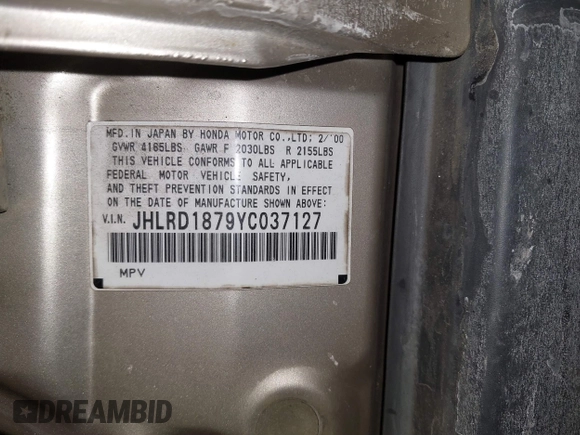 MFD. IN JAPAN BY HONDA MOTOR CO., LTD; 2/'00
GVWR 4165LBS GAWR F 2030LBS R 2155LBS
THIS VEHICLE CONFORMS TO ALL APPLICABLE
FEDERAL MOTOR VEHICLE SAFETY,
AND THEFT PREVENTION STANDARDS IN EFFECT
ON THE DATE OF MANUFACTURE SHOWN ABOVE:
V.I.N. JHLRD1879YC037127
MPV
DREAMBID